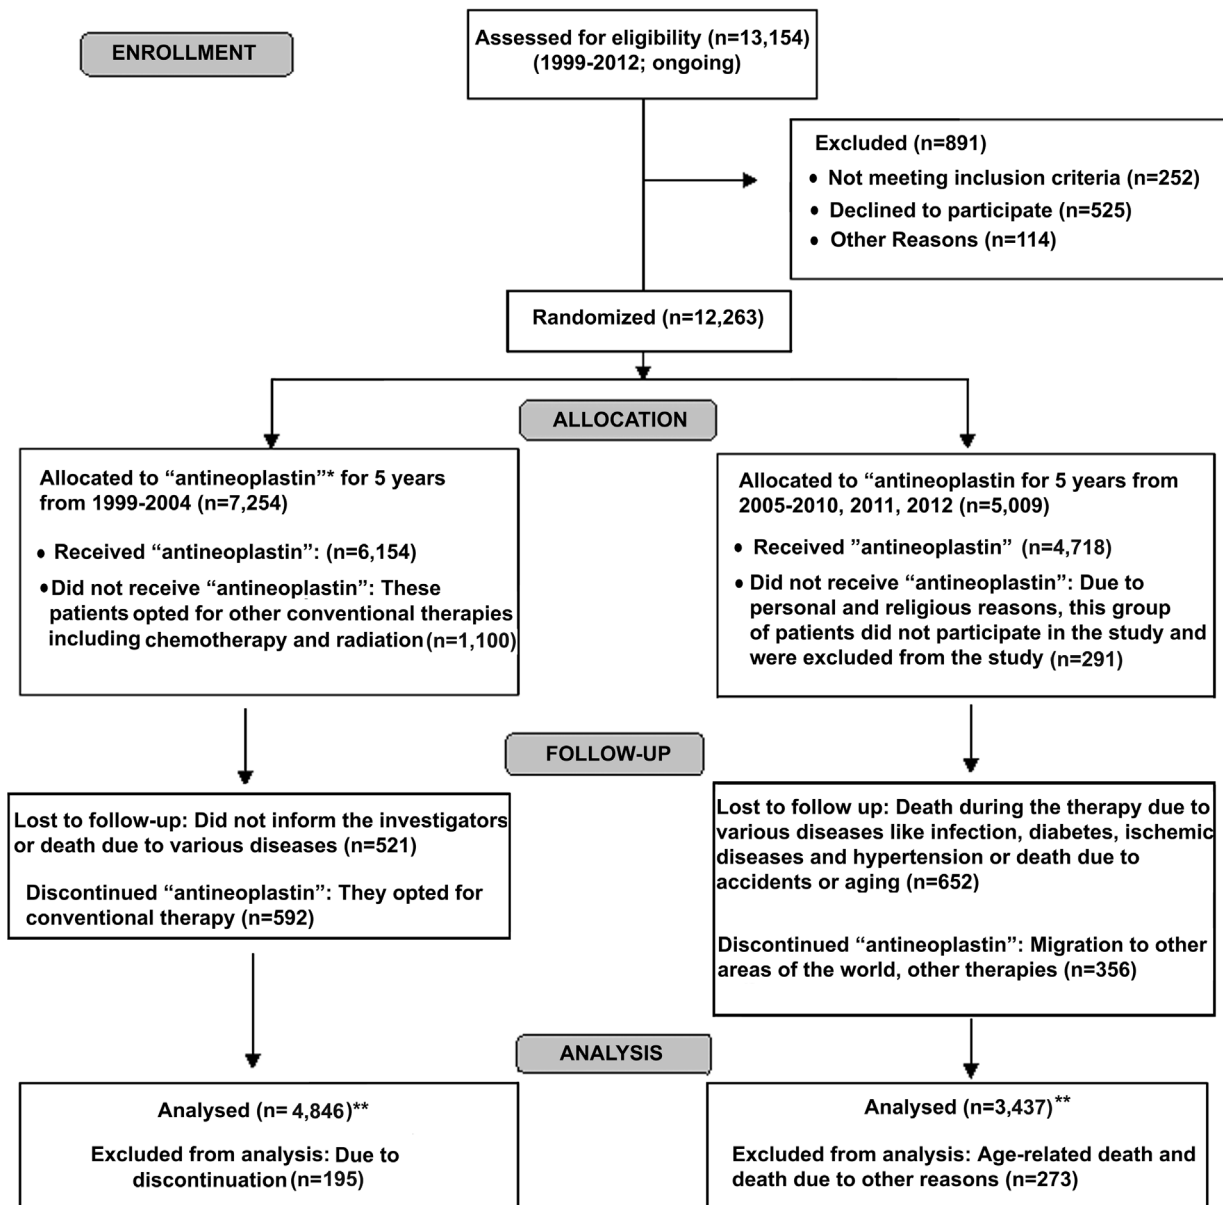 ENROLLMENT
Assessed for eligibility (n=13,154)
(1999-2012; ongoing)
Excluded (n=891)
• Not meeting inclusion criteria (n=252)
• Declined to participate (n=525)
• Other Reasons (n=114)
Randomized (n=12,263)
ALLOCATION
Allocated to “antineoplastin”* for 5 years
from 1999-2004 (n=7,254)
• Received “antineoplastin”: (n=6,154)
• Did not receive “antineoplastin”: These
patients opted for other conventional therapies
including chemotherapy and radiation (n=1,100)
Allocated to “antineoplastin for 5 years from
2005-2010, 2011, 2012 (n=5,009)
• Received ”antineoplastin” (n=4,718)
• Did not receive “antineoplastin”: Due to
personal and religious reasons, this group
of patients did not participate in the study and
were excluded from the study (n=291)
FOLLOW-UP
Lost to follow-up: Did not inform the investigators
or death due to various diseases (n=521)
Discontinued “antineoplastin”: They opted for
conventional therapy (n=592)
Lost to follow up: Death during the therapy due to
various diseases like infection, diabetes, ischemic
diseases and hypertension or death due to
accidents or aging (n=652)
Discontinued “antineoplastin”: Migration to other
areas of the world, other therapies (n=356)
ANALYSIS
Analysed (n= 4,846)**
Excluded from analysis: Due to
discontinuation (n=195)
Analysed (n=3,437)**
Excluded from analysis: Age-related death and
death due to other reasons (n=273)